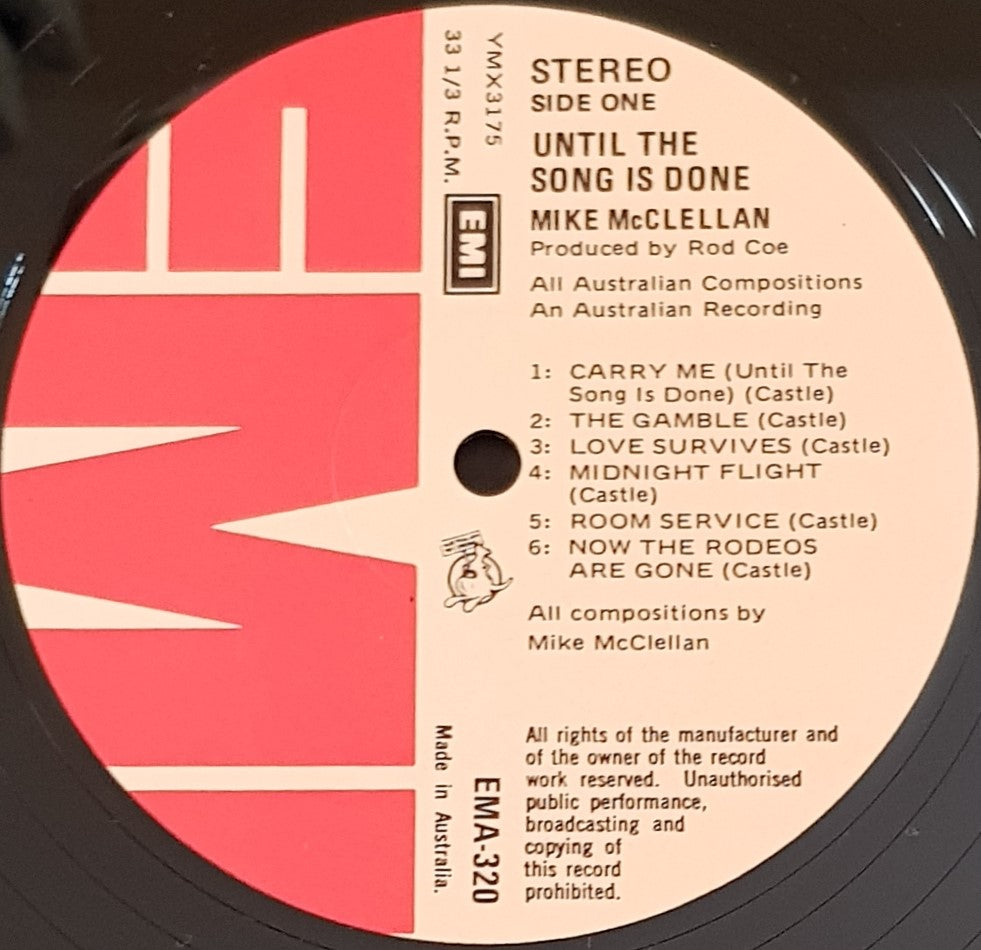 STEREO
SIDE ONE
UNTIL THE
SONG IS DONE
MIKE McCLELLAN
Produced by Rod Coe
All Australian Compositions
An Australian Recording
1: CARRY ME (Until The
Song Is Done) (Castle)
2: THE GAMBLE (Castle)
3: LOVE SURVIVES (Castle)
4: MIDNIGHT FLIGHT
(Castle)
5: ROOM SERVICE (Castle)
6: NOW THE RODEOS
ARE GONE (Castle)
All compositions by
Mike McClellan
All rights of the manufacturer and
of the owner of the record
work reserved. Unauthorised
public performance,
broadcasting and
copying of
this record
prohibited.
YMX3175
33 1/3 R.P.M.
EMI
EMA-320
Made in Australia.
EMI